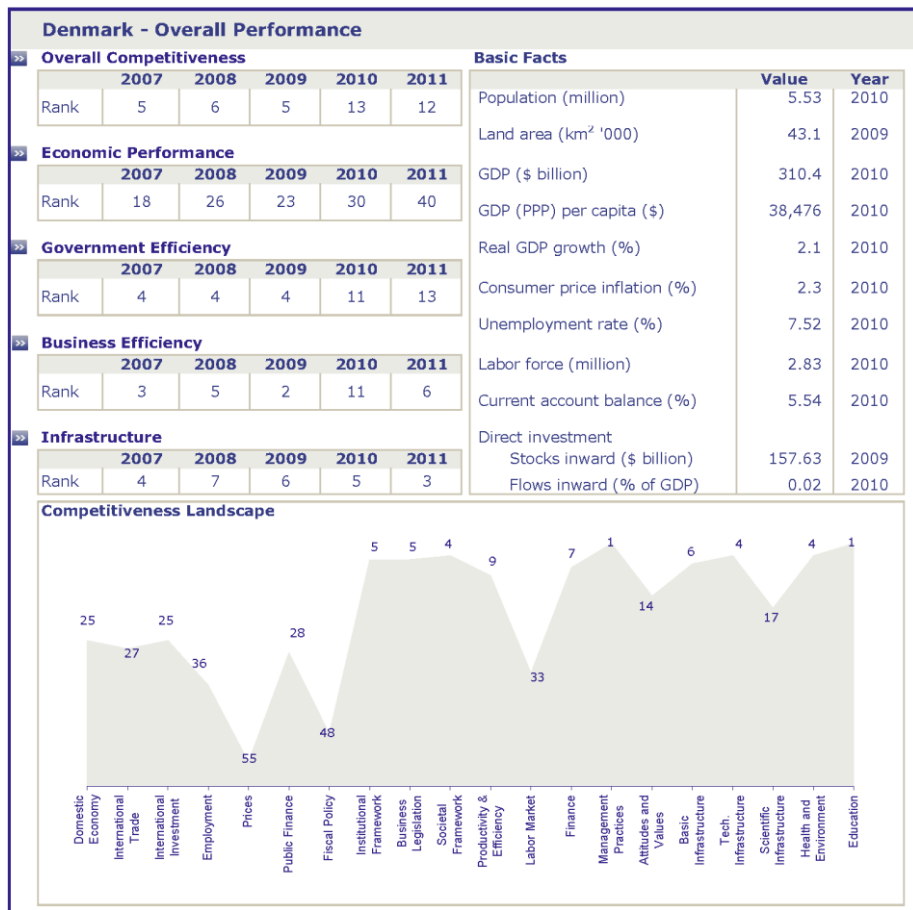 Denmark - Overall Performance
» Overall Competitiveness
2007 2008 2009 2010 2011
Rank 5 6 5 13 12
» Economic Performance
2007 2008 2009 2010 2011
Rank 18 26 23 30 40
» Government Efficiency
2007 2008 2009 2010 2011
Rank 4 4 4 11 13
» Business Efficiency
2007 2008 2009 2010 2011
Rank 3 5 2 11 6
» Infrastructure
2007 2008 2009 2010 2011
Rank 4 7 6 5 3
Basic Facts
Value Year
Population (million) 5.53 2010
Land area (km² '000) 43.1 2009
GDP ($ billion) 310.4 2010
GDP (PPP) per capita ($) 38,476 2010
Real GDP growth (%) 2.1 2010
Consumer price inflation (%) 2.3 2010
Unemployment rate (%) 7.52 2010
Labor force (million) 2.83 2010
Current account balance (%) 5.54 2010
Direct investment
Stocks inward ($ billion) 157.63 2009
Flows inward (% of GDP) 0.02 2010
Competitiveness Landscape
25 27 25 36 55 28 48 5 5 4 9 33 7 1 14 6 4 17 4 1
Domestic
Economy
International
Trade
International
Investment
Employment
Prices
Public Finance
Fiscal Policy
Institutional
Framework
Business
Legislation
Societal
Framework
Productivity &
Efficiency
Labor Market
Finance
Management
Practices
Attitudes and
Values
Basic
Infrastructure
Tech.
Infrastructure
Scientific
Infrastructure
Health and
Environment
Education